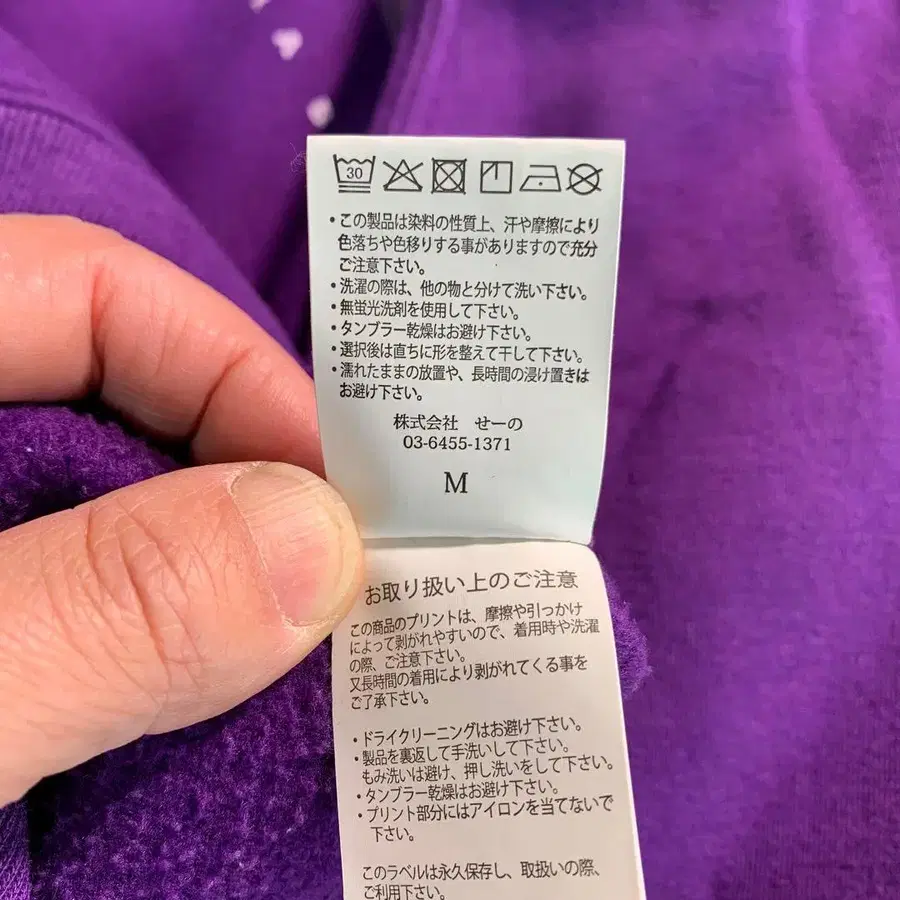 30
・この製品は染料の性質上、汗や摩擦により
色落ちや色移りする事がありますので充分
ご注意下さい。
・洗濯の際は、他の物と分けて洗い下さい。
・無蛍光洗剤を使用して下さい。
・タンブラー乾燥はお避け下さい。
・選択後は直ちに形を整えて干して下さい。
・濡れたままの放置や、長時間の浸け置きは
お避け下さい。
株式会社 せーの
03-6455-1371
M
お取り扱い上のご注意
この商品のプリントは、摩擦や引っかけ
によって剥がれやすいので、着用時や洗濯
の際、ご注意下さい。
又長時間の着用により剥がれてくる事を
ご了承下さい。
・ドライクリーニングはお避け下さい。
・製品を裏返して手洗いして下さい。
もみ洗いは避け、押し洗いをして下さい。
・タンブラー乾燥はお避け下さい。
・プリント部分にはアイロンを当てないで
下さい。
このラベルは永久保存し、取扱いの際、
ご利用下さい。